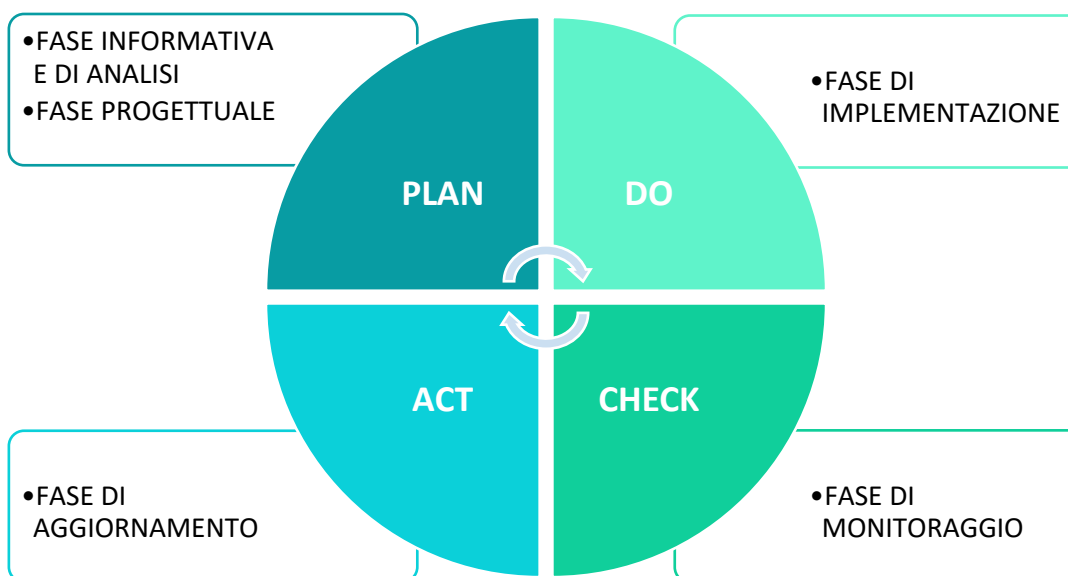 •FASE INFORMATIVA
E DI ANALISI
•FASE PROGETTUALE
•FASE DI
IMPLEMENTAZIONE
PLAN
DO
ACT
CHECK
•FASE DI
AGGIORNAMENTO
•FASE DI
MONITORAGGIO